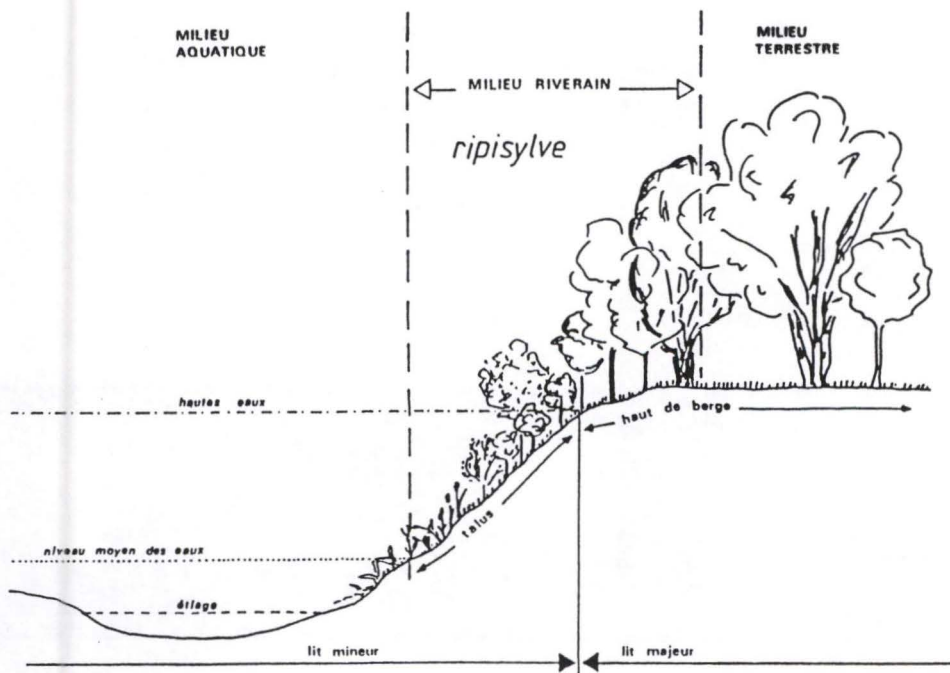 MILIEU
AQUATIQUE
MILIEU RIVERAIN
MILIEU
TERRESTRE
ripisylve
hautes eaux
haut de berge
talus
niveau moyen des eaux
étiage
lit mineur
lit majeur